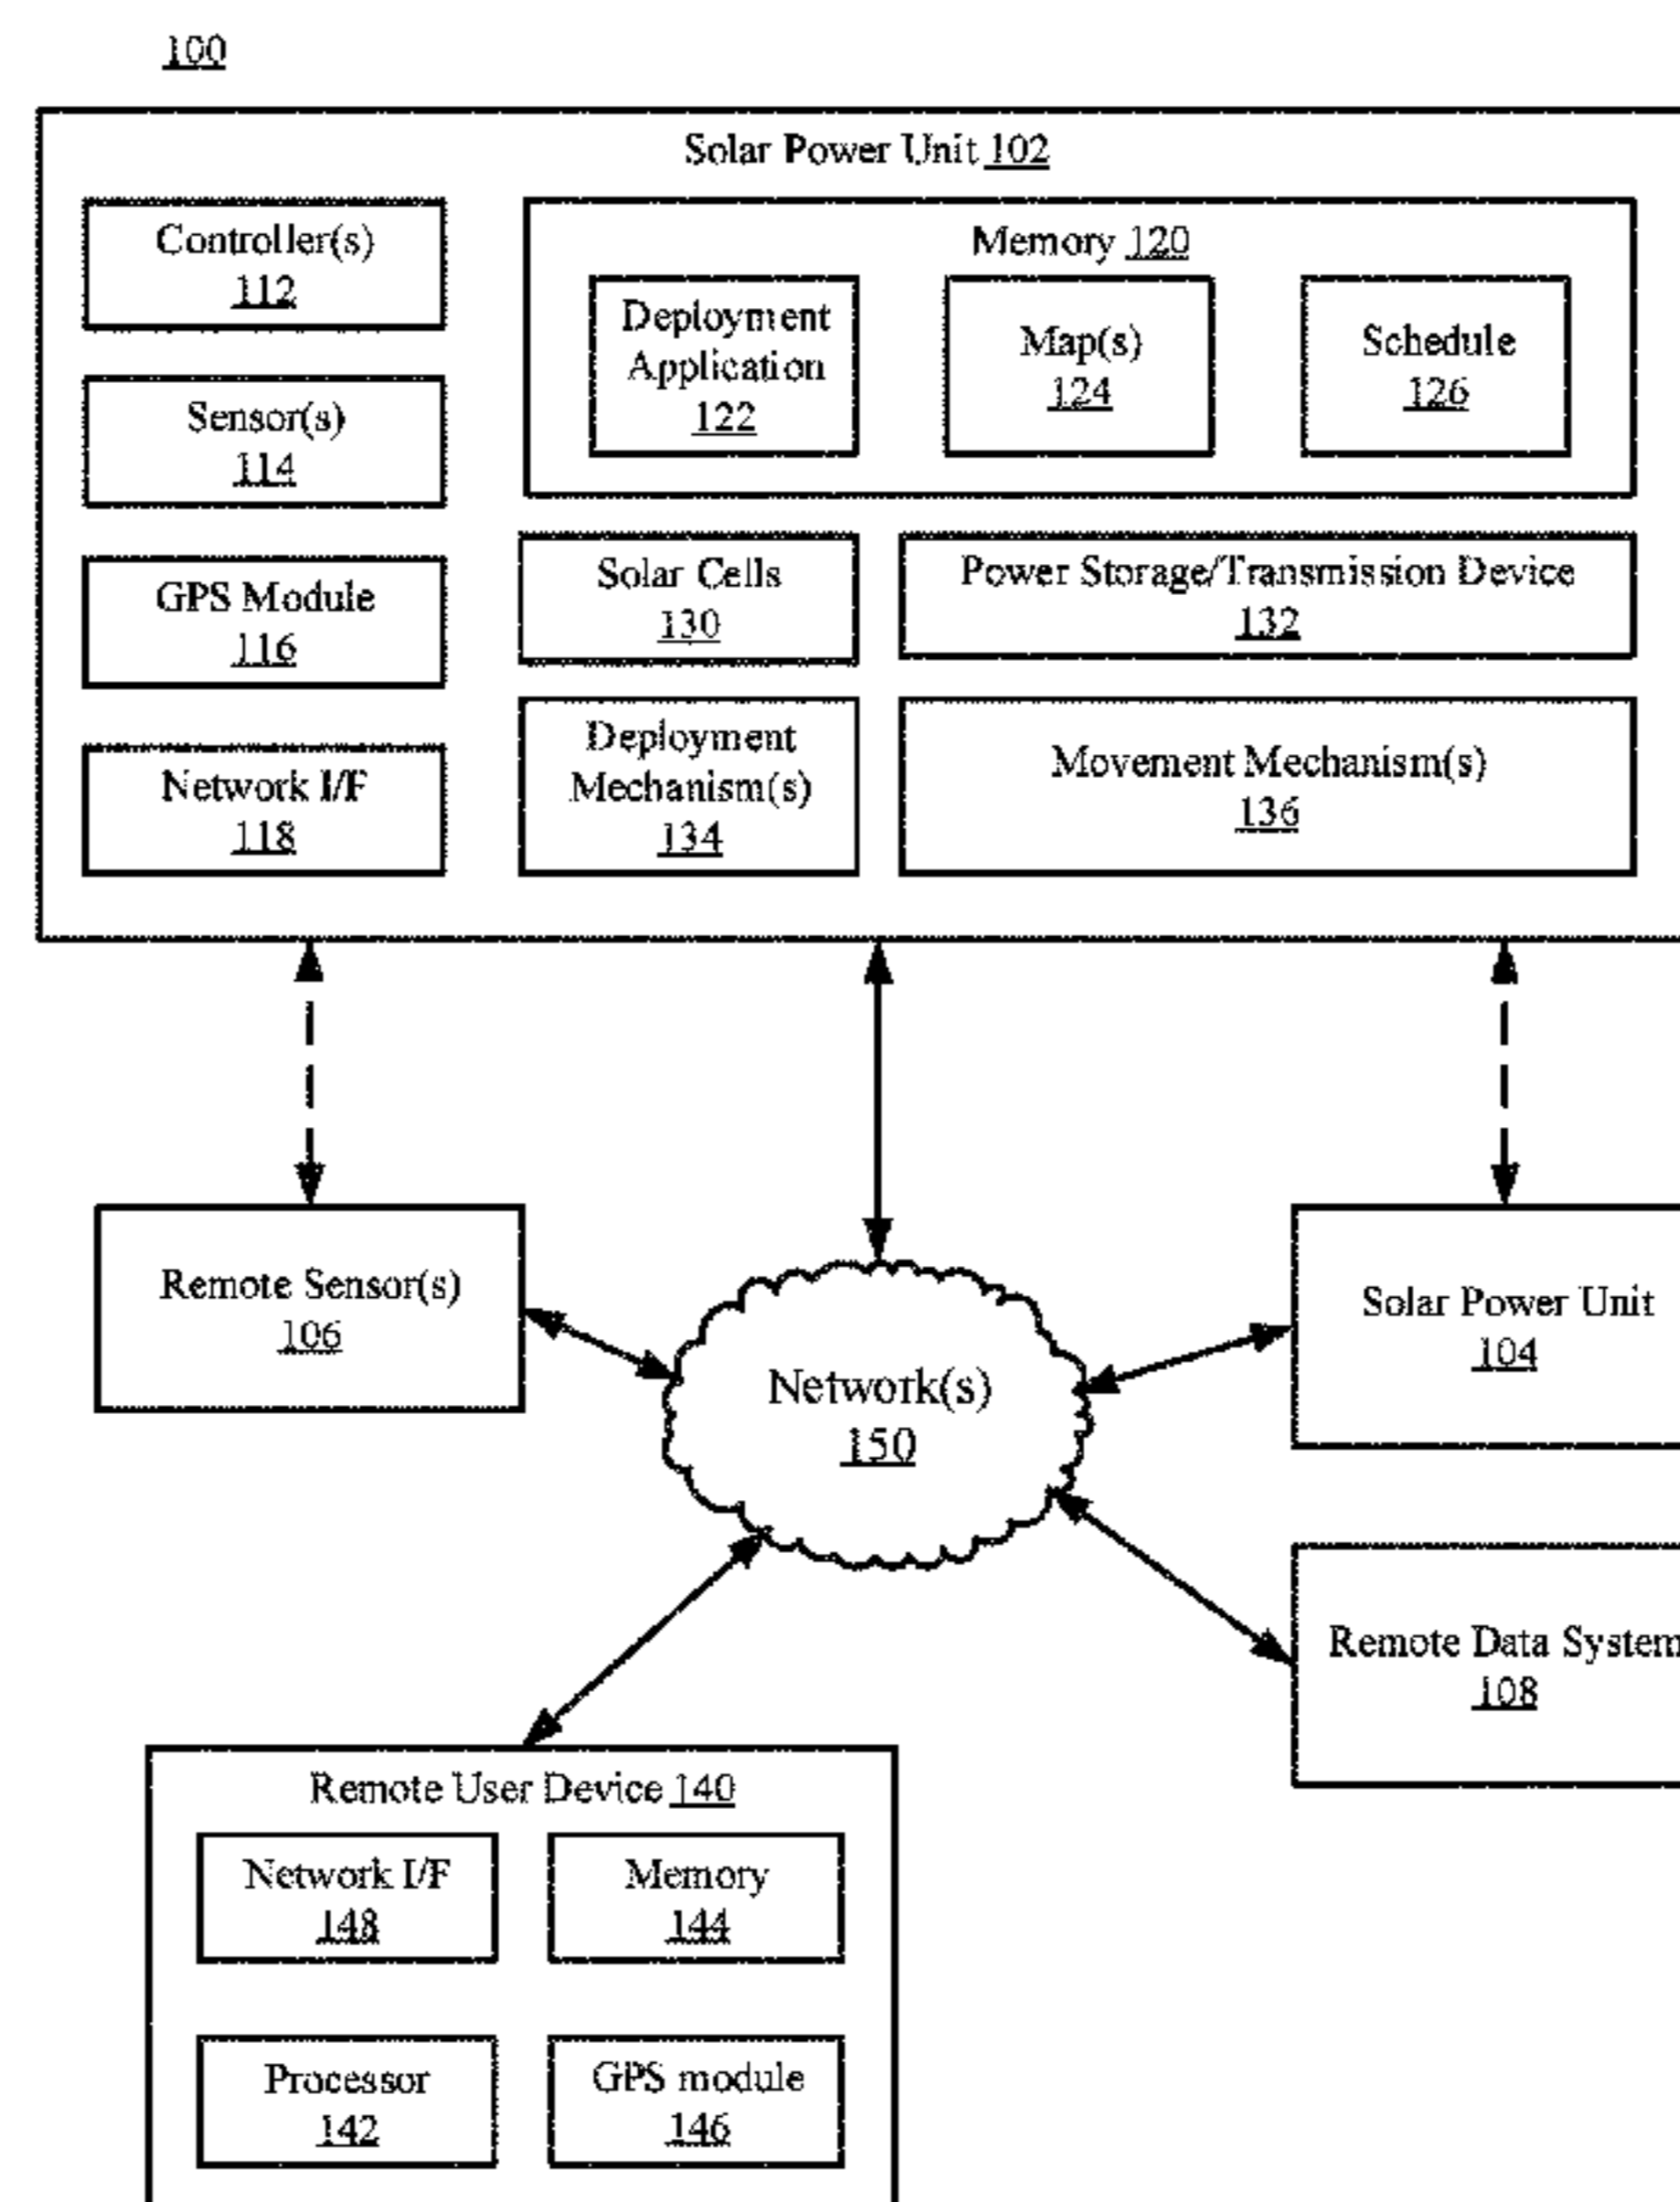 100
Solar Power Unit 102
Controller(s)
112
Sensor(s)
114
GPS Module
116
Network I/F
118
Memory 120
Deployment
Application
122
Map(s)
124
Schedule
126
Solar Cells
130
Power Storage/Transmission Device
132
Deployment
Mechanism(s)
134
Movement Mechanism(s)
136
Remote Sensor(s)
106
Network(s)
150
Solar Power Unit
104
Remote Data System
108
Remote User Device 140
Network I/F
148
Memory
144
Processor
142
GPS module
146